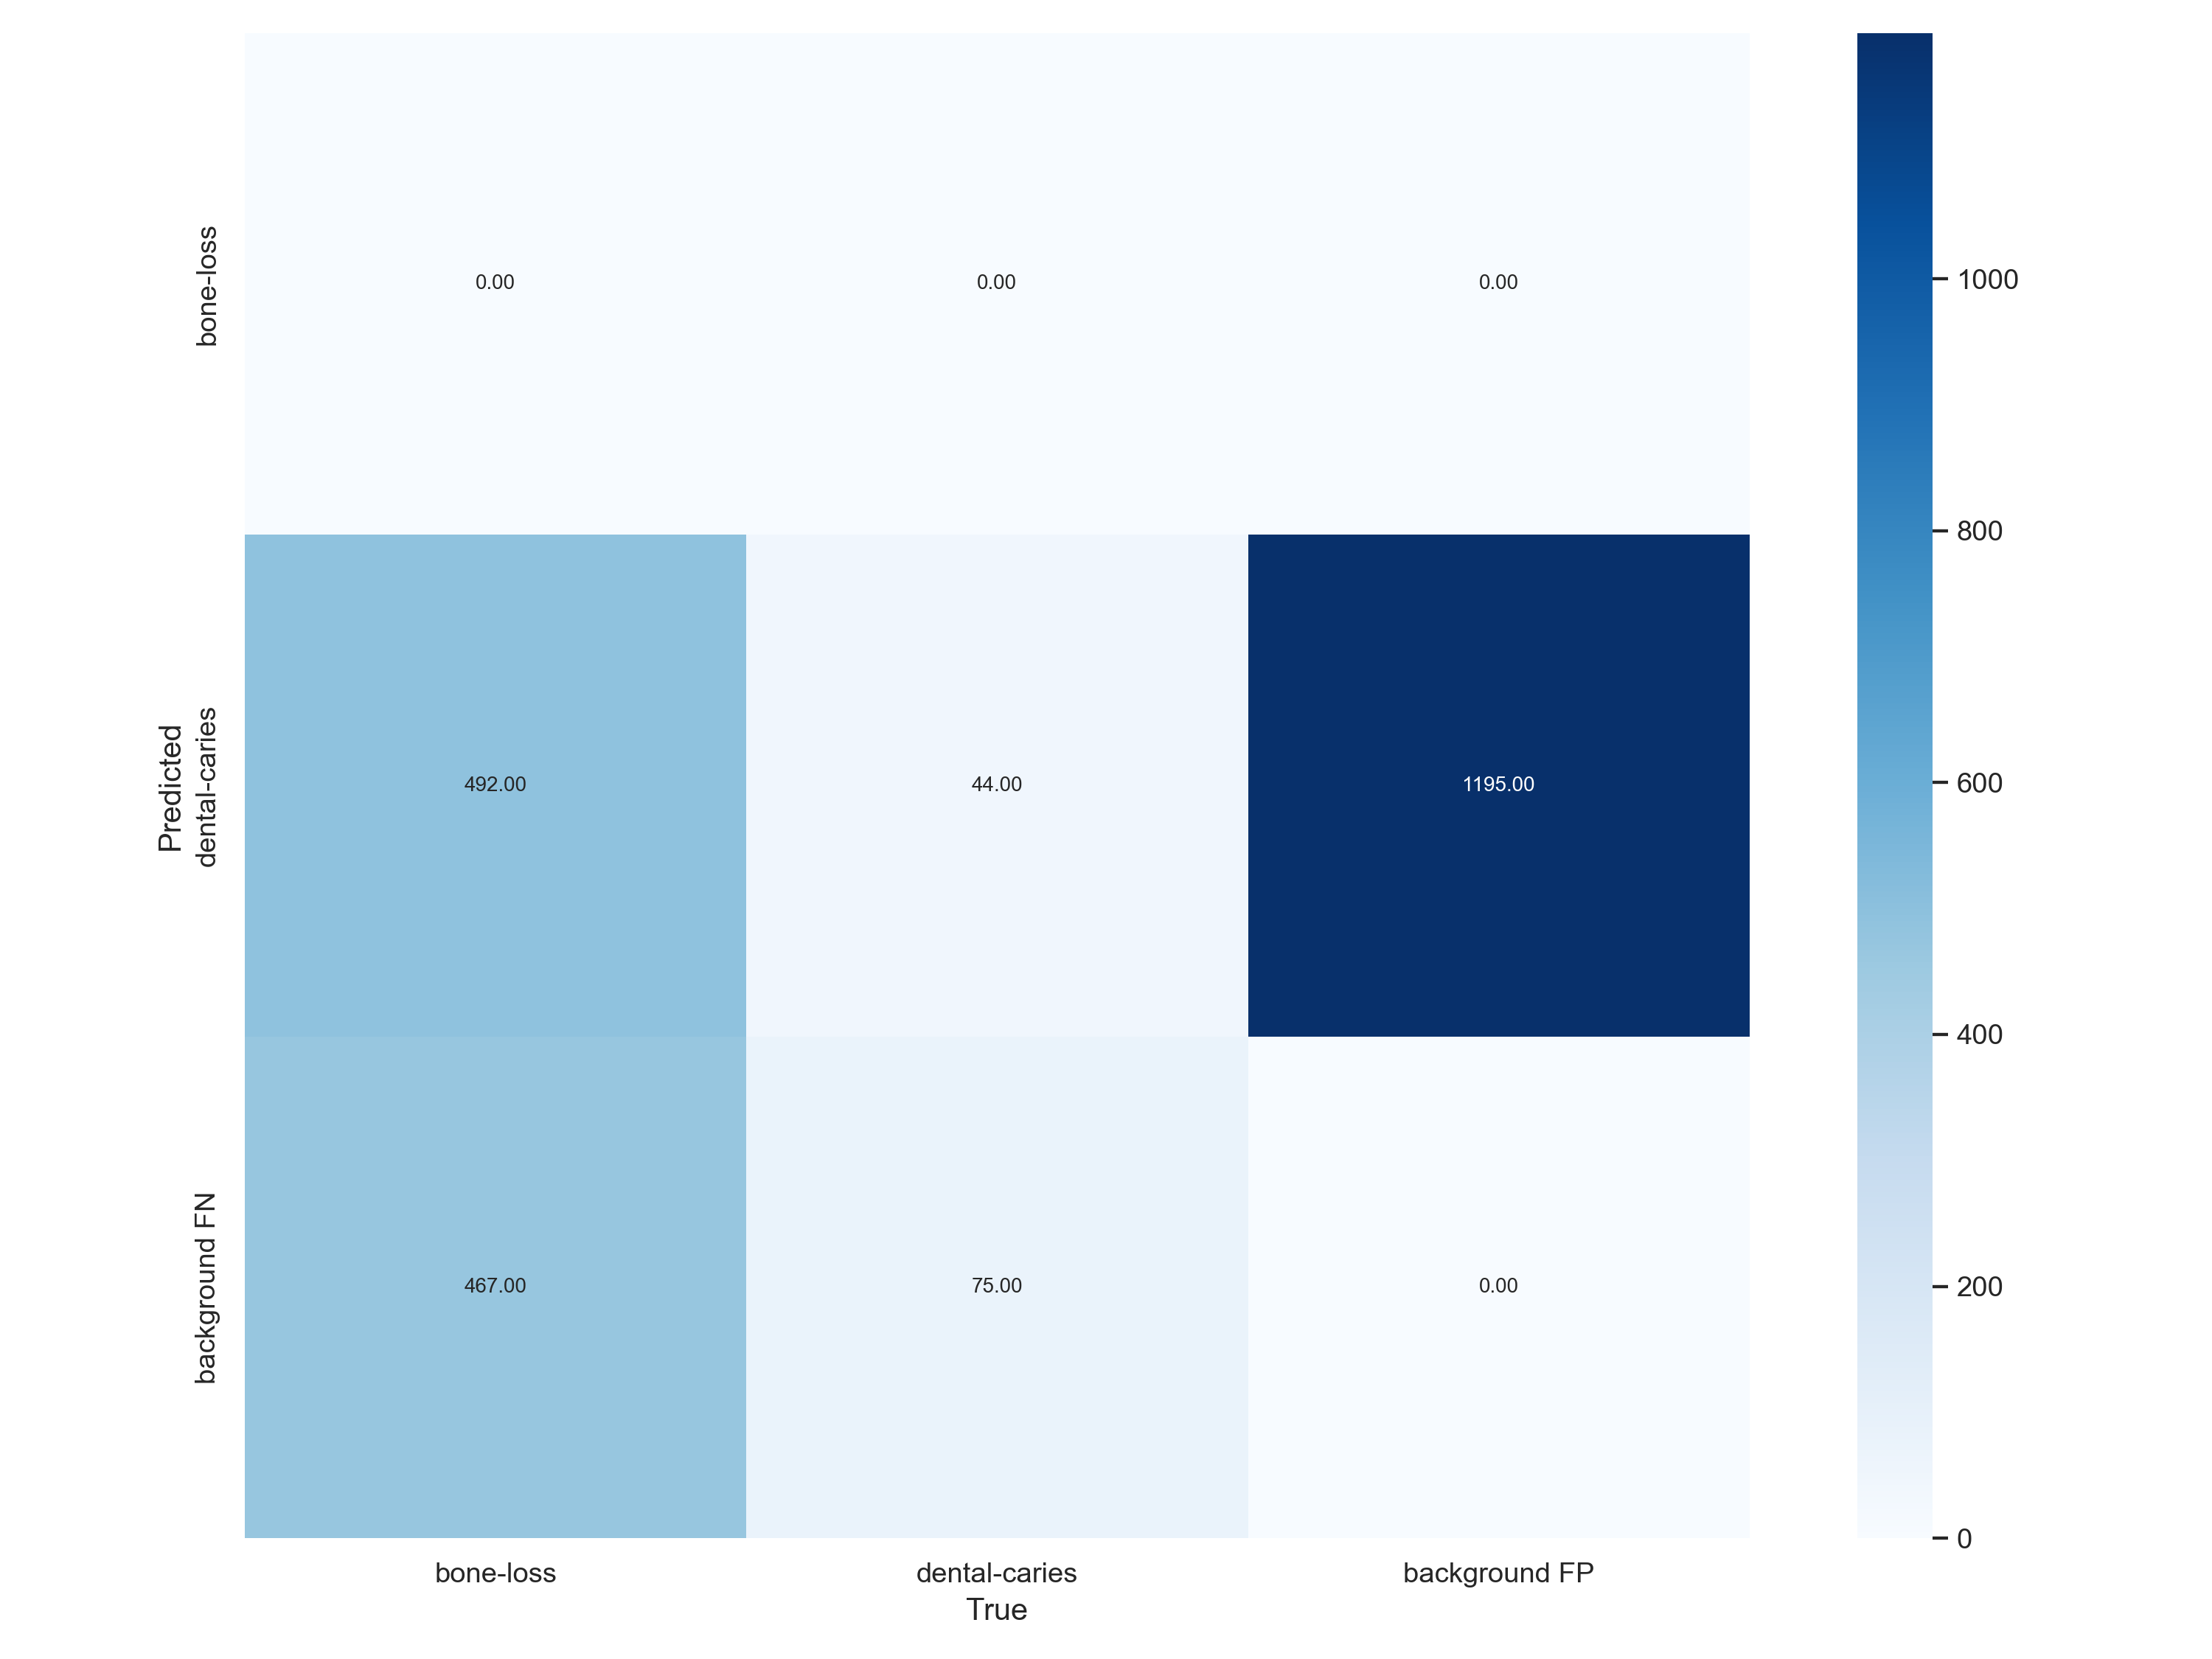 bone-loss
0.00 0.00 0.00
Predicted
dental-caries
492.00 44.00 1195.00
background FN
467.00 75.00 0.00
bone-loss dental-caries background FP
True
1000
800
600
400
200
0